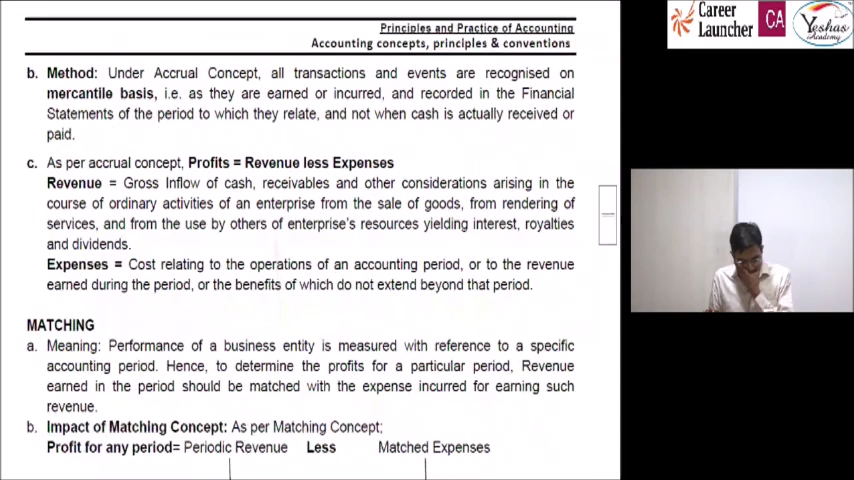 Principles and Practice of Accounting
Accounting concepts, principles & conventions
Career
Launcher
CA
Yeshas
Academy
b. Method: Under Accrual Concept, all transactions and events are recognised on
mercantile basis, i.e. as they are earned or incurred, and recorded in the Financial
Statements of the period to which they relate, and not when cash is actually received or
paid.
c. As per accrual concept, Profits = Revenue less Expenses
Revenue = Gross Inflow of cash, receivables and other considerations arising in the
course of ordinary activities of an enterprise from the sale of goods, from rendering of
services, and from the use by others of enterprise's resources yielding interest, royalties
and dividends.
Expenses = Cost relating to the operations of an accounting period, or to the revenue
earned during the period, or the benefits of which do not extend beyond that period.
MATCHING
a. Meaning: Performance of a business entity is measured with reference to a specific
accounting period. Hence, to determine the profits for a particular period, Revenue
earned in the period should be matched with the expense incurred for earning such
revenue.
b. Impact of Matching Concept: As per Matching Concept;
Profit for any period= Periodic Revenue Less Matched Expenses